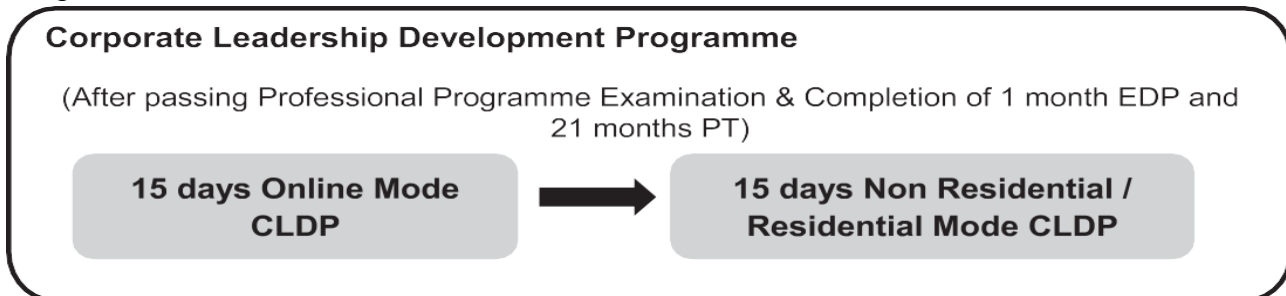 Corporate Leadership Development Programme
(After passing Professional Programme Examination & Completion of 1 month EDP and
21 months PT)
15 days Online Mode
CLDP
15 days Non Residential /
Residential Mode CLDP